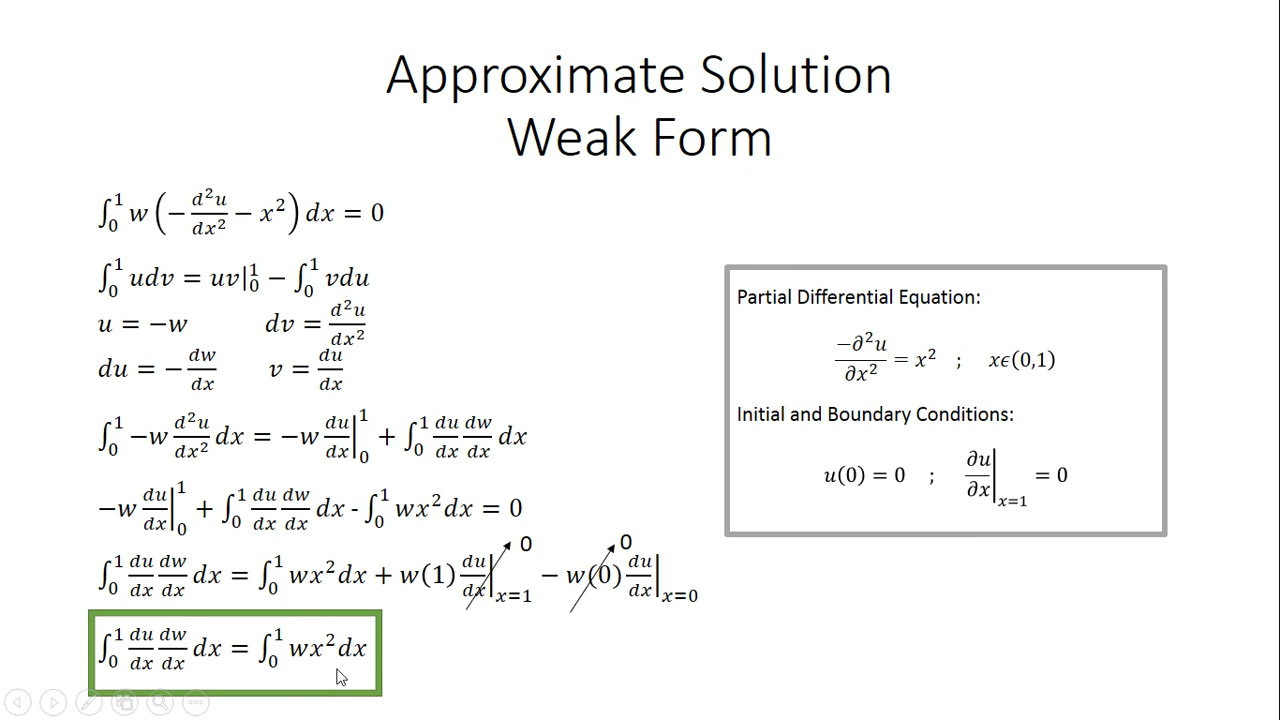 Approximate Solution
Weak Form
∫₀¹ w(−d²u/dx² − x²)dx = 0
∫₀¹ udv = uv|₀¹ − ∫₀¹ vdu
u = −w dv = d²u/dx²
du = −dw/dx v = du/dx
∫₀¹ −w d²u/dx² dx = −w du/dx|₀¹ + ∫₀¹ du/dx dw/dx dx
−w du/dx|₀¹ + ∫₀¹ du/dx dw/dx dx - ∫₀¹ wx²dx = 0
0 0
∫₀¹ du/dx dw/dx dx = ∫₀¹ wx²dx + w(1) du/dx|x=1 − w(0) du/dx|x=0
∫₀¹ du/dx dw/dx dx = ∫₀¹ wx²dx
Partial Differential Equation:
−∂²u/∂x² = x² ; xϵ(0,1)
Initial and Boundary Conditions:
u(0) = 0 ; ∂u/∂x|x=1 = 0